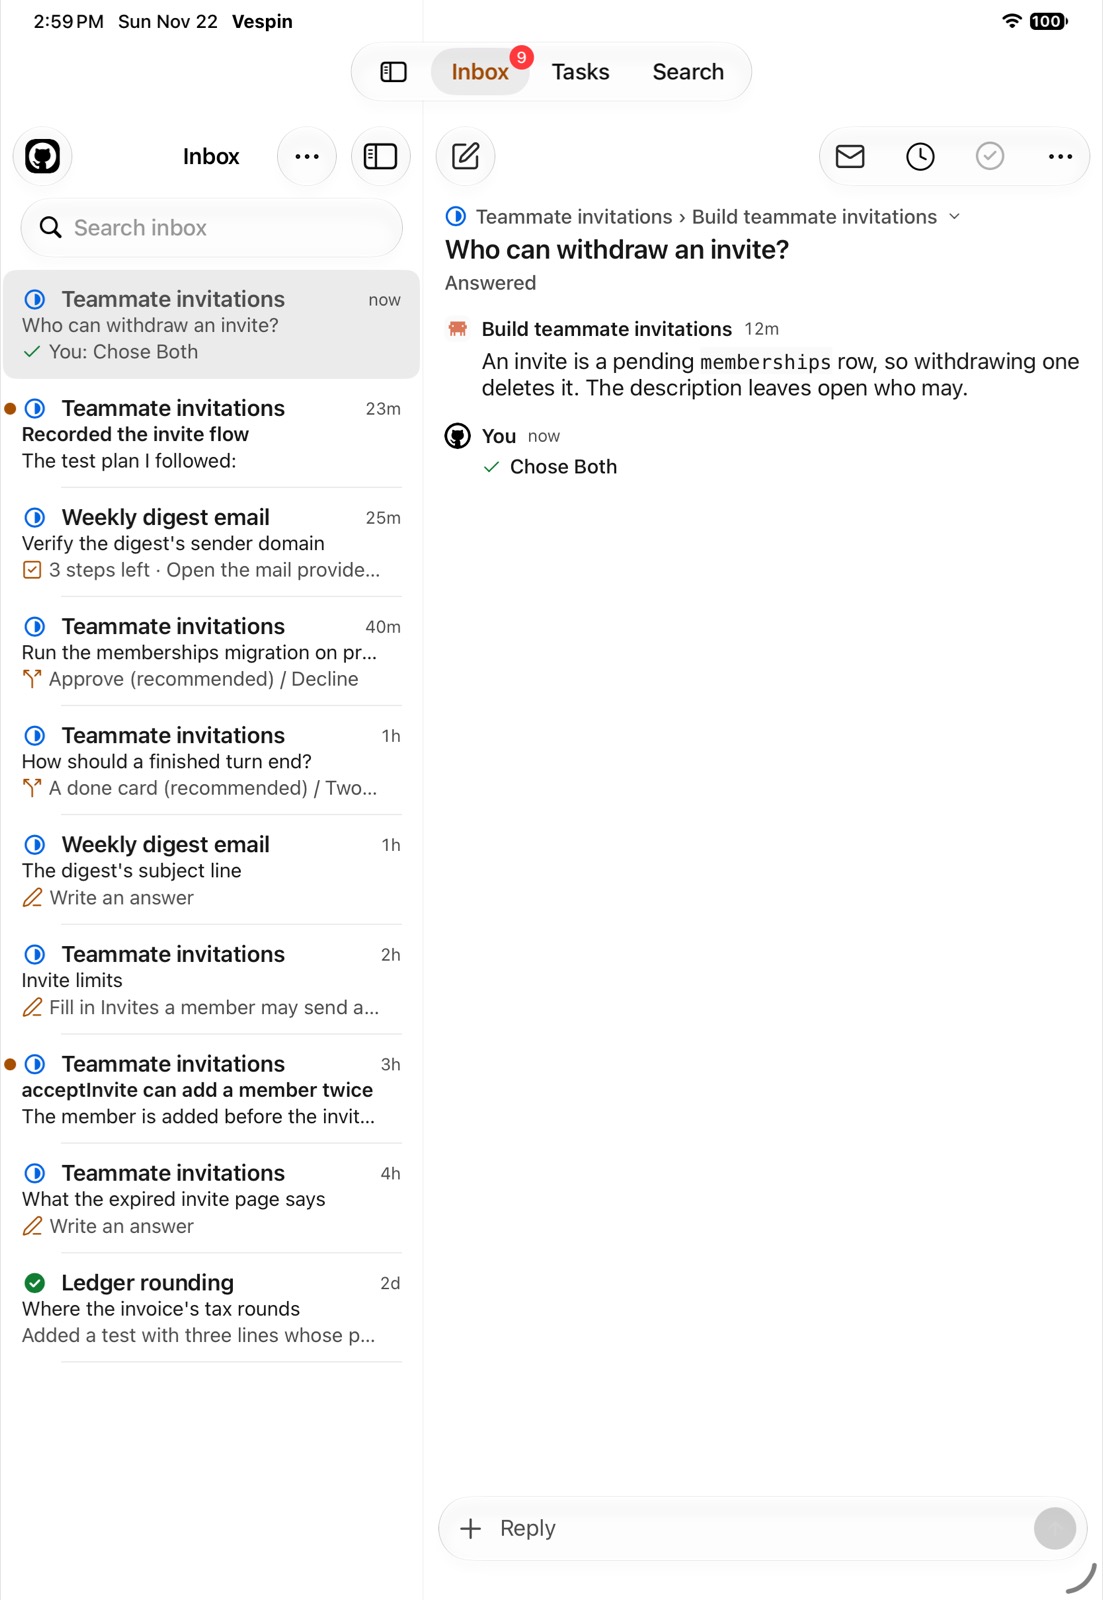 2:59 PM Sun Nov 22 Vespin
100
Inbox 9 Tasks Search
Inbox
Search inbox
Teammate invitations now
Who can withdraw an invite?
You: Chose Both
Teammate invitations 23m
Recorded the invite flow
The test plan I followed:
Weekly digest email 25m
Verify the digest's sender domain
3 steps left · Open the mail provide...
Teammate invitations 40m
Run the memberships migration on pr...
Approve (recommended) / Decline
Teammate invitations 1h
How should a finished turn end?
A done card (recommended) / Two...
Weekly digest email 1h
The digest's subject line
Write an answer
Teammate invitations 2h
Invite limits
Fill in Invites a member may send a...
Teammate invitations 3h
acceptInvite can add a member twice
The member is added before the invit...
Teammate invitations 4h
What the expired invite page says
Write an answer
Ledger rounding 2d
Where the invoice's tax rounds
Added a test with three lines whose p...
Teammate invitations › Build teammate invitations
Who can withdraw an invite?
Answered
Build teammate invitations 12m
An invite is a pending memberships row, so withdrawing one
deletes it. The description leaves open who may.
You now
Chose Both
Reply